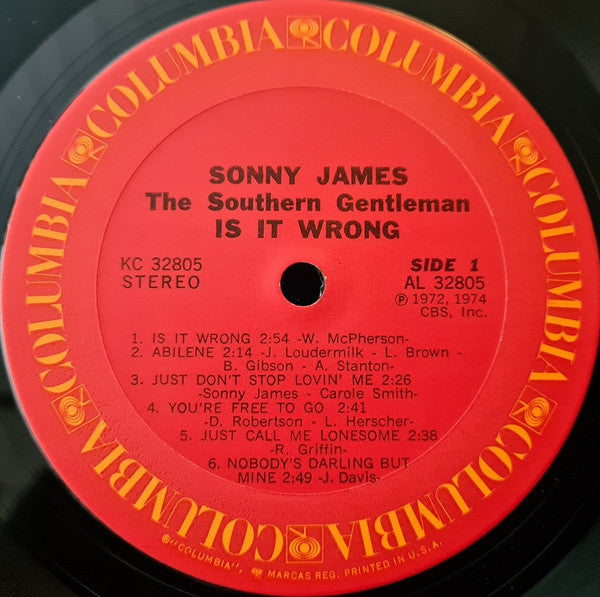 COLUMBIA COLUMBIA COLUMBIA COLUMBIA COLUMBIA COLUMBIA
SONNY JAMES
The Southern Gentleman
IS IT WRONG
KC 32805
STEREO
SIDE 1
AL 32805
Ⓟ 1972, 1974
CBS, Inc.
1. IS IT WRONG 2:54 -W. McPherson-
2. ABILENE 2:14 -J. Loudermilk - L. Brown -
B. Gibson - A. Stanton-
3. JUST DON'T STOP LOVIN' ME 2:26
-Sonny James - Carole Smith-
4. YOU'RE FREE TO GO 2:41
-D. Robertson - L. Herscher-
5. JUST CALL ME LONESOME 2:38
-R. Griffin-
6. NOBODY'S DARLING BUT
MINE 2:49 -J. Davis-
®"COLUMBIA", MARCAS REG. PRINTED IN U.S.A.